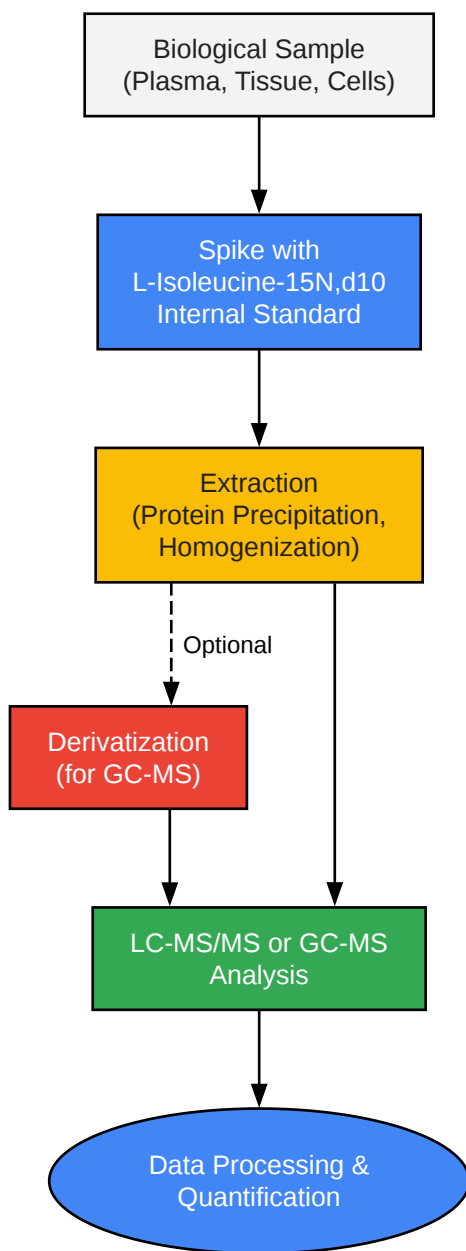 Biological Sample
(Plasma, Tissue, Cells)
Spike with
L-Isoleucine-15N,d10
Internal Standard
Extraction
(Protein Precipitation,
Homogenization)
Optional
Derivatization
(for GC-MS)
LC-MS/MS or GC-MS
Analysis
Data Processing &
Quantification